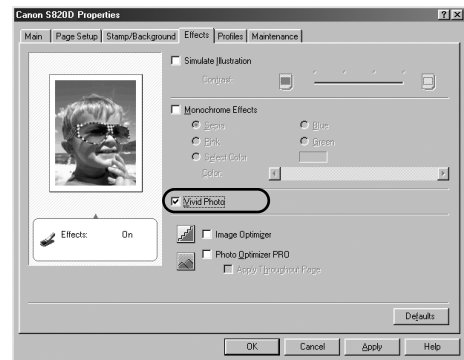 Canon S820D Properties
Main Page Setup Stamp/Background Effects Profiles Maintenance
Simulate Illustration
Contrast:
Monochrome Effects
Sepia Blue
Pink Green
Select Color
Color:
Vivid Photo
Effects: On
Image Optimizer
Photo Optimizer PRO
Apply Throughout Page
Defaults
OK Cancel Apply Help